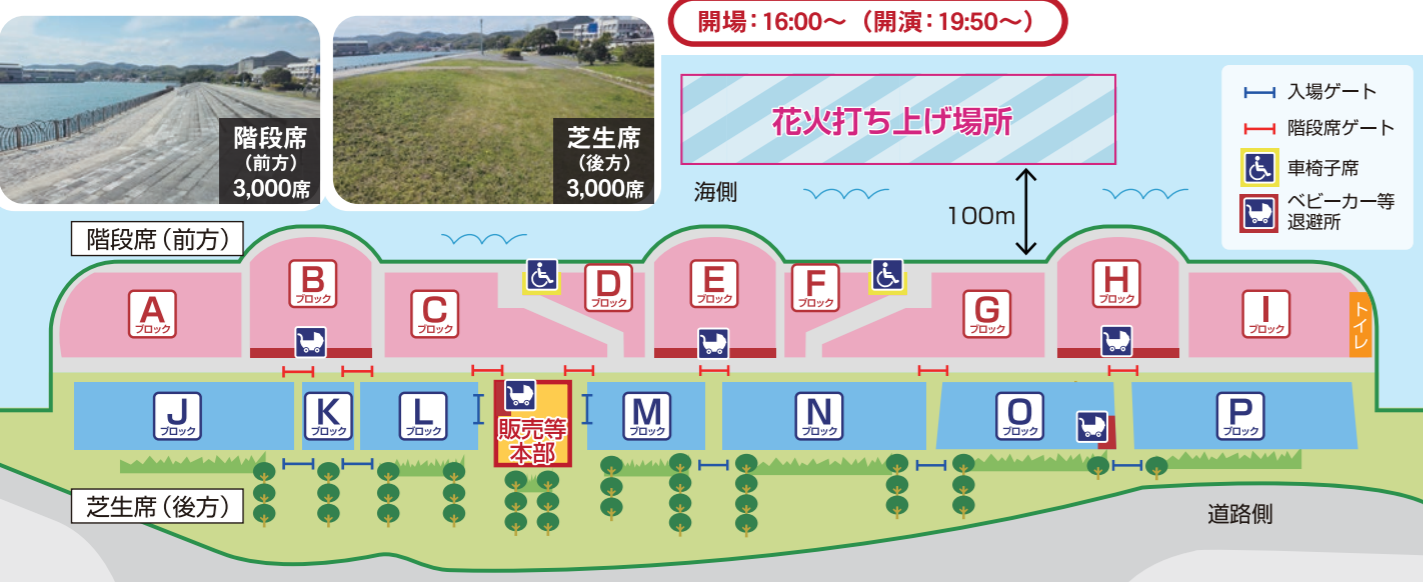 開場：16:00～（開演：19:50～）
階段席
（前方）
3,000席
芝生席
（後方）
3,000席
花火打ち上げ場所
入場ゲート
階段席ゲート
車椅子席
ベビーカー等
退避所
海側
100m
階段席（前方）
A
ブロック
B
ブロック
C
ブロック
D
ブロック
E
ブロック
F
ブロック
G
ブロック
H
ブロック
I
ブロック
トイレ
J
ブロック
K
ブロック
L
ブロック
販売等
本部
M
ブロック
N
ブロック
O
ブロック
P
ブロック
芝生席（後方）
道路側